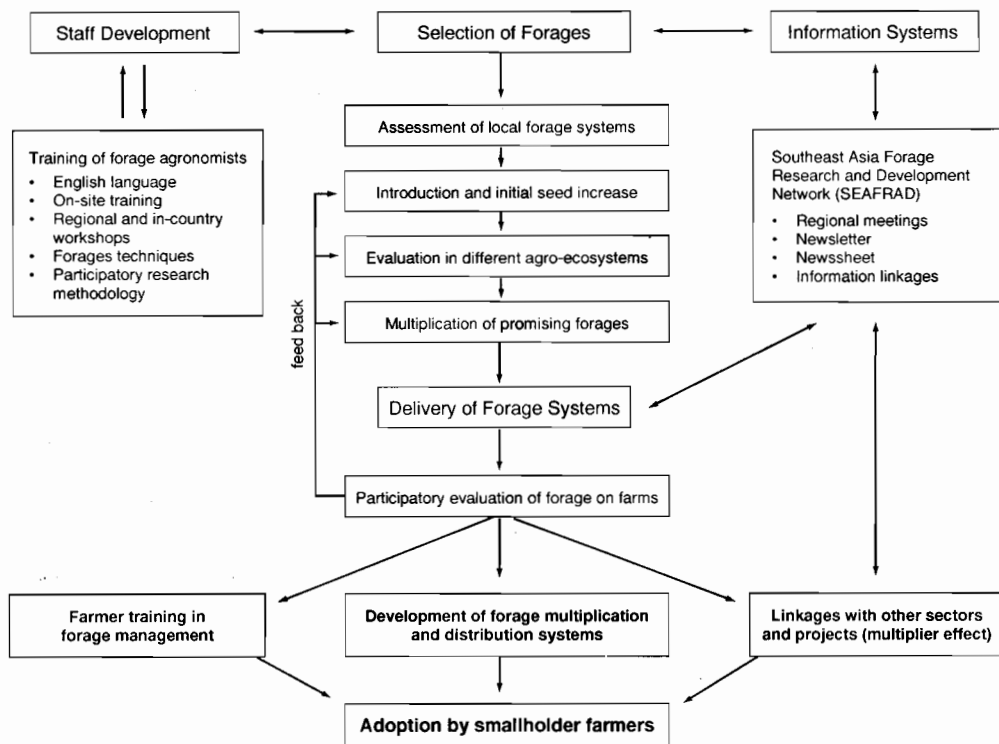 Staff Development
Selection of Forages
Information Systems
Assessment of local forage systems
Training of forage agronomists
• English language
• On-site training
• Regional and in-country
workshops
• Forages techniques
• Participatory research
methodology
Southeast Asia Forage
Research and Development
Network (SEAFRAD)
• Regional meetings
• Newsletter
• Newssheet
• Information linkages
Introduction and initial seed increase
Evaluation in different agro-ecosystems
Multiplication of promising forages
feed back
Delivery of Forage Systems
Participatory evaluation of forage on farms
Farmer training in
forage management
Development of forage multiplication
and distribution systems
Linkages with other sectors
and projects (multiplier effect)
Adoption by smallholder farmers